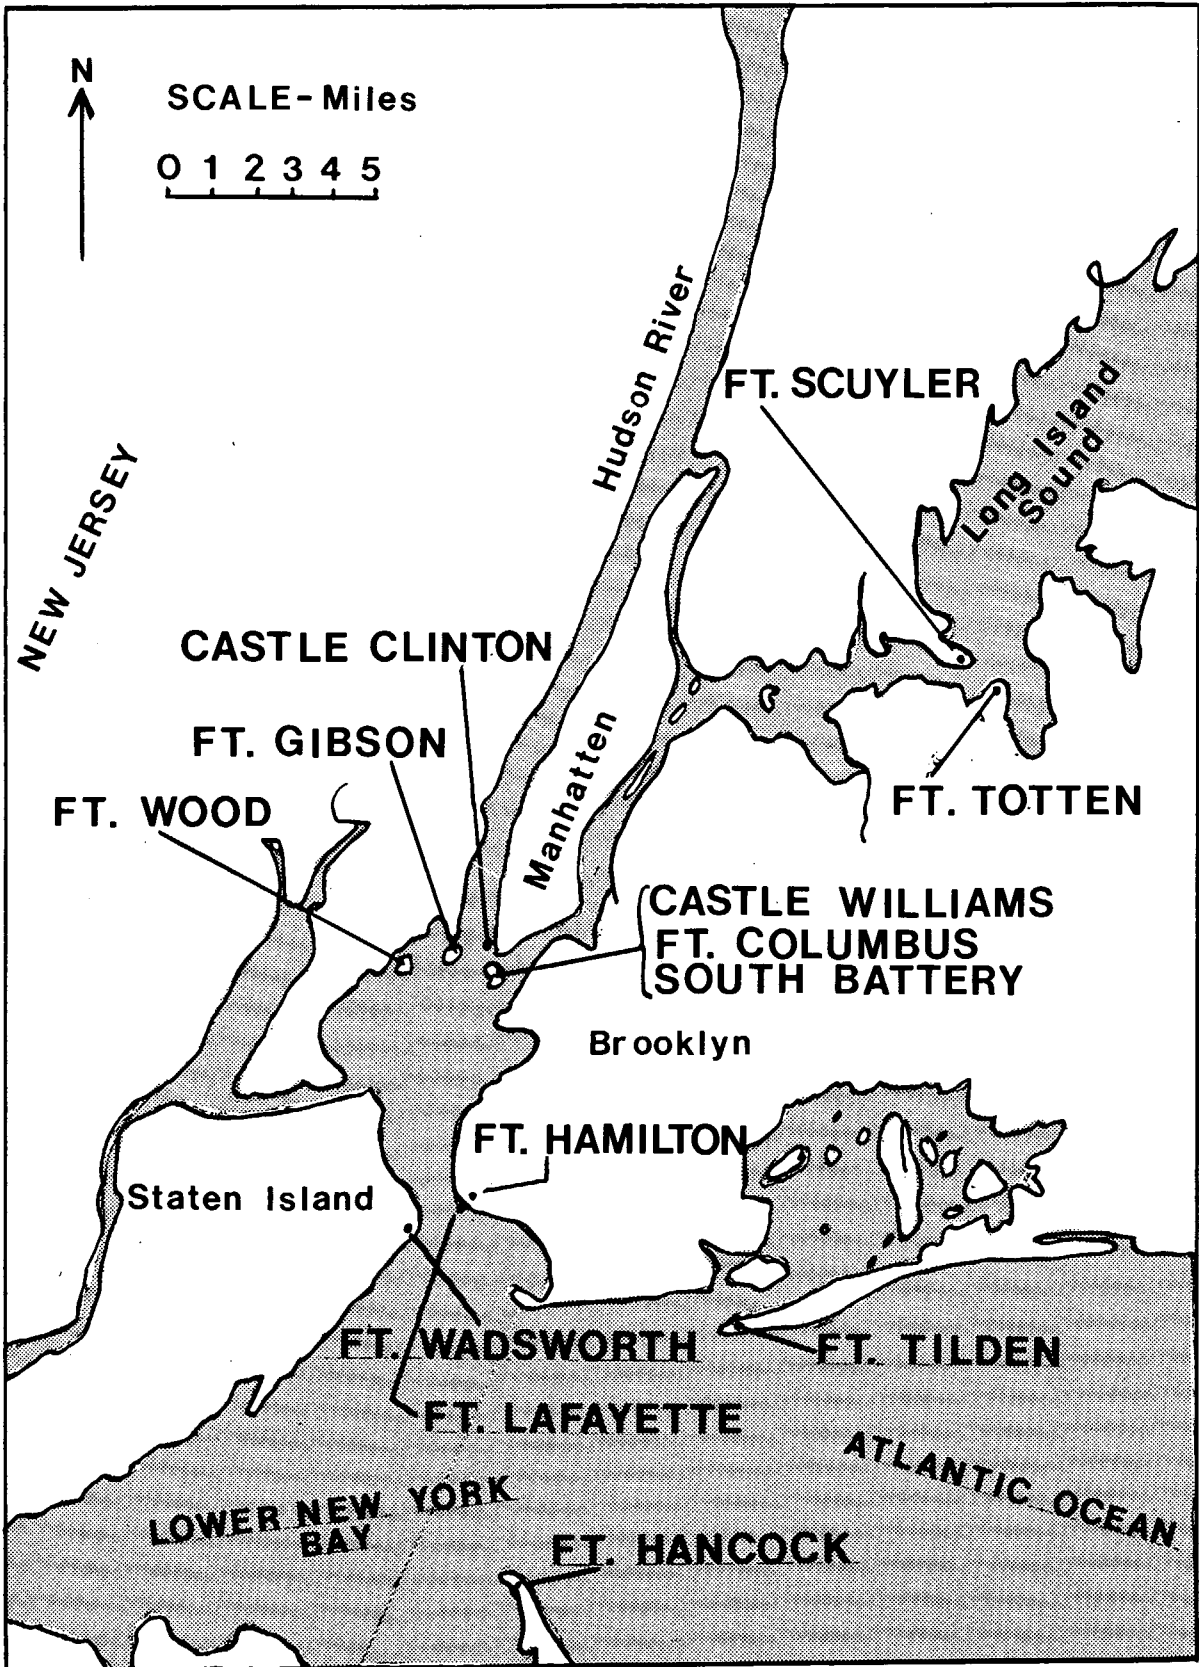 N
SCALE-Miles
0 1 2 3 4 5
Hudson River
FT. SCUYLER
Long Island
Sound
NEW JERSEY
CASTLE CLINTON
FT. GIBSON
Manhatten
FT. WOOD
FT. TOTTEN
CASTLE WILLIAMS
FT. COLUMBUS
SOUTH BATTERY
Brooklyn
FT. HAMILTON
Staten Island
FT. WADSWORTH
FT. TILDEN
FT. LAFAYETTE
ATLANTIC OCEAN
LOWER NEW YORK
BAY
FT. HANCOCK